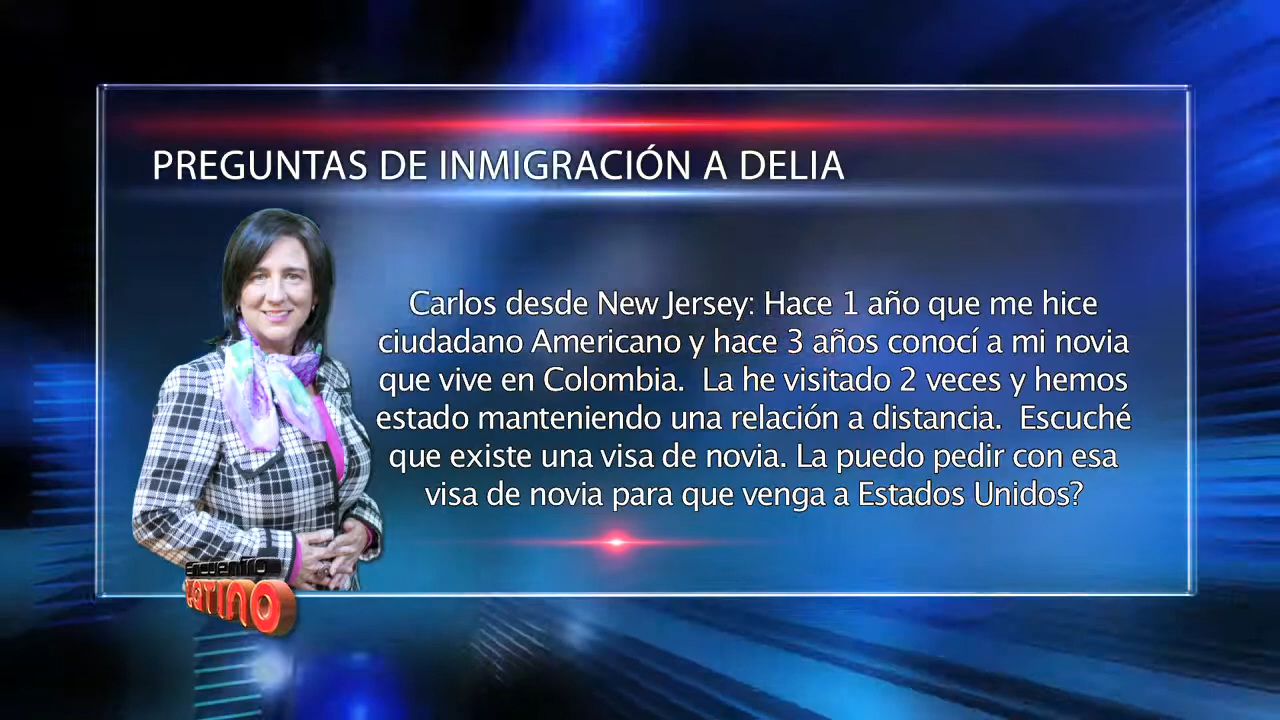 PREGUNTAS DE INMIGRACIÓN A DELIA
Carlos desde New Jersey: Hace 1 año que me hice
ciudadano Americano y hace 3 años conocí a mi novia
que vive en Colombia.  La he visitado 2 veces y hemos
estado manteniendo una relación a distancia.  Escuché
que existe una visa de novia. La puedo pedir con esa
visa de novia para que venga a Estados Unidos?
encuentro
LATINO